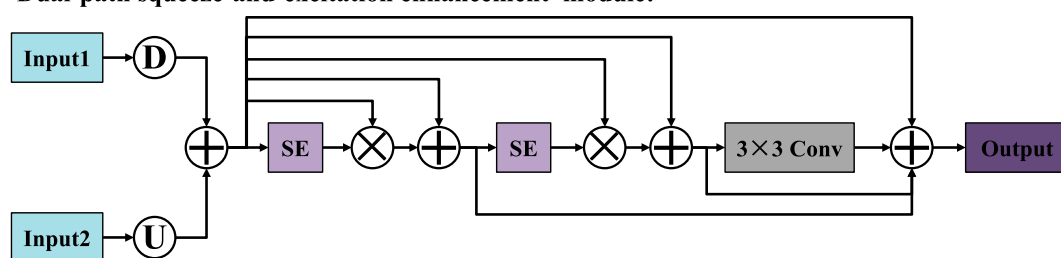 Dual-path squeeze-and-excitation enhancement module:
Input1 D
SE SE 3×3 Conv Output
Input2 U